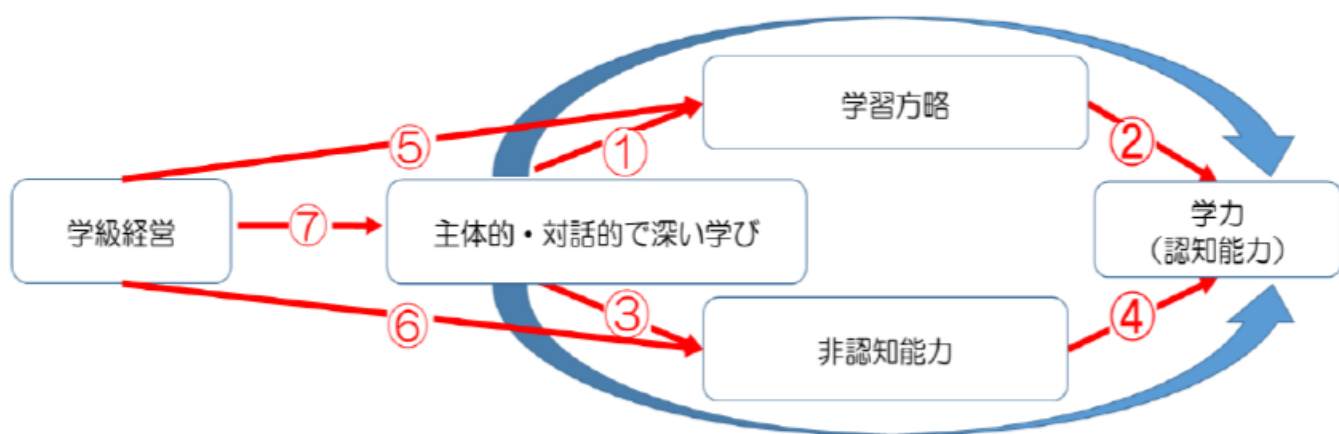 学習方略
⑤
①
②
学級経営
⑦
主体的・対話的で深い学び
学力
（認知能力）
⑥
③
④
非認知能力